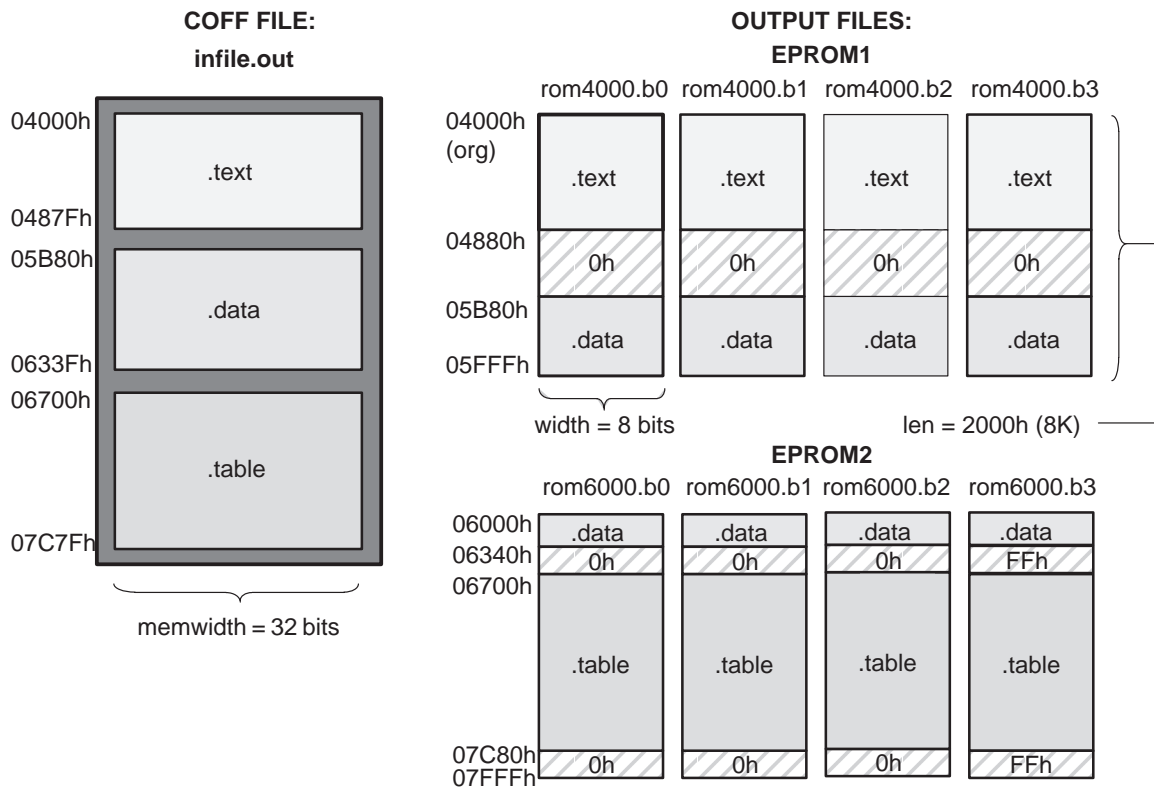 COFF FILE:
infile.out
04000h
.text
0487Fh
05B80h
.data
0633Fh
06700h
.table
07C7Fh
memwidth = 32 bits
OUTPUT FILES:
EPROM1
rom4000.b0 rom4000.b1 rom4000.b2 rom4000.b3
04000h
(org)
.text .text .text .text
04880h
0h 0h 0h 0h
05B80h
.data .data .data .data
05FFFh
width = 8 bits
len = 2000h (8K)
EPROM2
rom6000.b0 rom6000.b1 rom6000.b2 rom6000.b3
06000h
.data .data .data .data
06340h
0h 0h 0h FFh
06700h
.table .table .table .table
07C80h
0h 0h 0h FFh
07FFFh